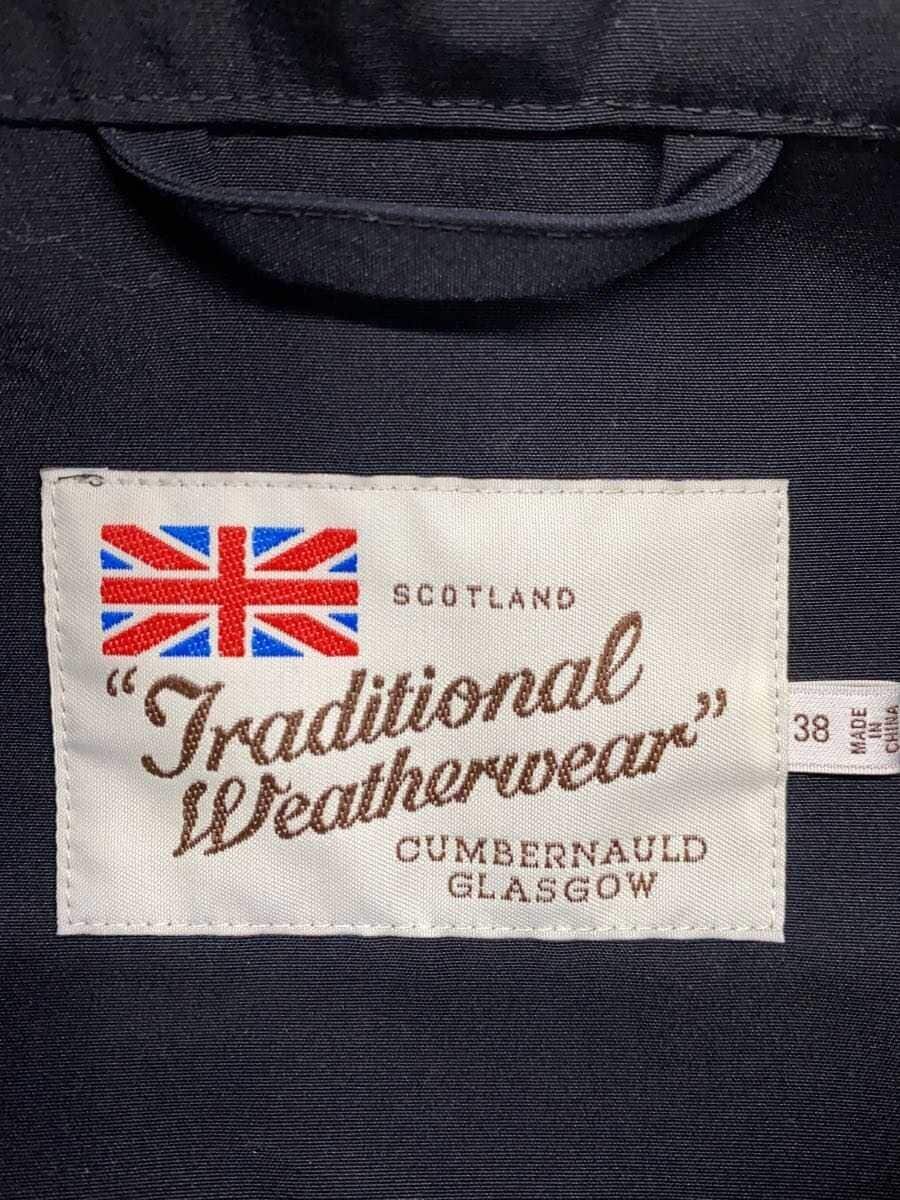 SCOTLAND
"Traditional
Weatherwear"
CUMBERNAULD
GLASGOW
38
MADE
IN
CHINA